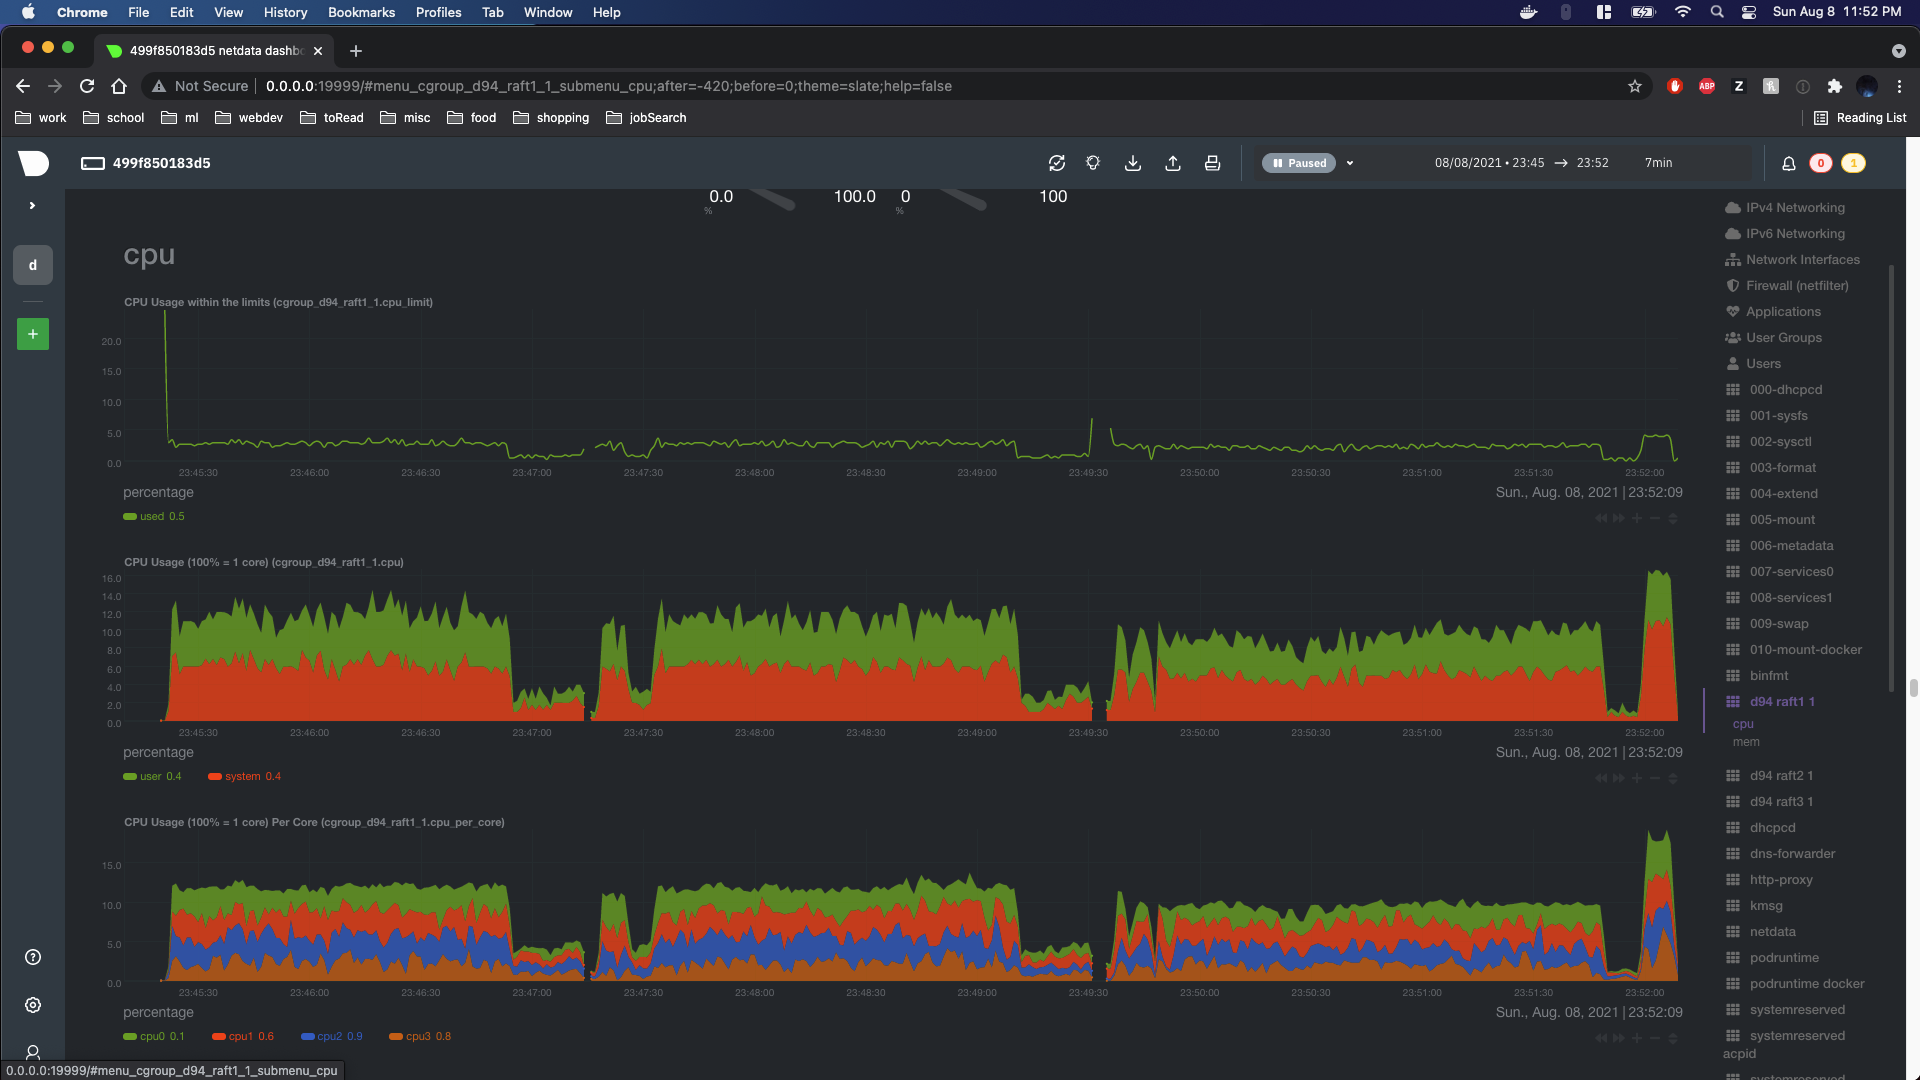 Chrome File Edit View History Bookmarks Profiles Tab Window Help Sun Aug 8 11:52 PM
499f850183d5 netdata dashbo
Not Secure 0.0.0.0:19999/#menu_cgroup_d94_raft1_1_submenu_cpu;after=-420;before=0;theme=slate;help=false ABP Z
work school ml webdev toRead misc food shopping jobSearch Reading List
499f850183d5 Paused 08/08/2021 • 23:45 → 23:52 7min 0 1
0.0 100.0 0 100
% %
d
+
cpu
CPU Usage within the limits (cgroup_d94_raft1_1.cpu_limit)
20.0
15.0
10.0
5.0
0.0
23:45:30 23:46:00 23:46:30 23:47:00 23:47:30 23:48:00 23:48:30 23:49:00 23:49:30 23:50:00 23:50:30 23:51:00 23:51:30 23:52:00
percentage Sun., Aug. 08, 2021 | 23:52:09
used 0.5
CPU Usage (100% = 1 core) (cgroup_d94_raft1_1.cpu)
16.0
14.0
12.0
10.0
8.0
6.0
4.0
2.0
0.0
23:45:30 23:46:00 23:46:30 23:47:00 23:47:30 23:48:00 23:48:30 23:49:00 23:49:30 23:50:00 23:50:30 23:51:00 23:51:30 23:52:00
percentage Sun., Aug. 08, 2021 | 23:52:09
user 0.4 system 0.4
CPU Usage (100% = 1 core) Per Core (cgroup_d94_raft1_1.cpu_per_core)
15.0
10.0
5.0
0.0
23:45:30 23:46:00 23:46:30 23:47:00 23:47:30 23:48:00 23:48:30 23:49:00 23:49:30 23:50:00 23:50:30 23:51:00 23:51:30 23:52:00
percentage Sun., Aug. 08, 2021 | 23:52:09
cpu0 0.1 cpu1 0.6 cpu2 0.9 cpu3 0.8
IPv4 Networking
IPv6 Networking
Network Interfaces
Firewall (netfilter)
Applications
User Groups
Users
000-dhcpcd
001-sysfs
002-sysctl
003-format
004-extend
005-mount
006-metadata
007-services0
008-services1
009-swap
010-mount-docker
binfmt
d94 raft1 1
cpu
mem
d94 raft2 1
d94 raft3 1
dhcpcd
dns-forwarder
http-proxy
kmsg
netdata
podruntime
podruntime docker
systemreserved
systemreserved
acpid
systemreserved
0.0.0.0:19999/#menu_cgroup_d94_raft1_1_submenu_cpu